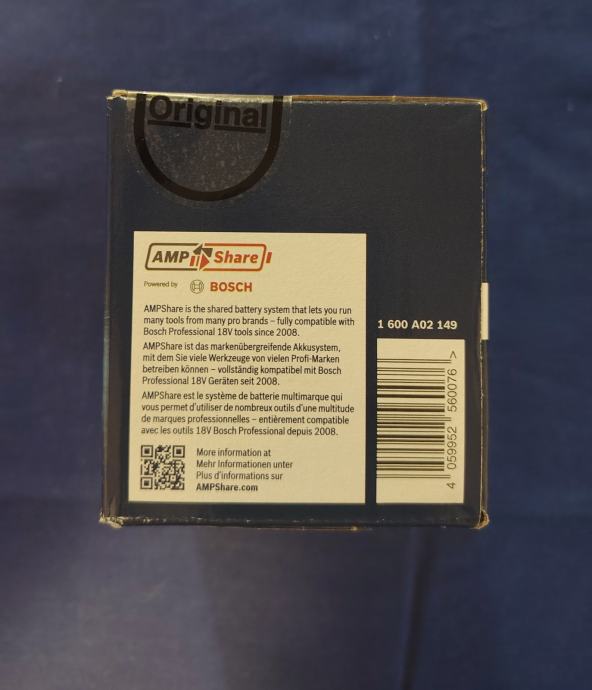 Original
AMP Share
Powered by BOSCH
AMPShare is the shared battery system that lets you run
many tools from many pro brands – fully compatible with
Bosch Professional 18V tools since 2008.
AMPShare ist das markenübergreifende Akkusystem,
mit dem Sie viele Werkzeuge von vielen Profi-Marken
betreiben können – vollständig kompatibel mit Bosch
Professional 18V Geräten seit 2008.
AMPShare est le système de batterie multimarque qui
vous permet d'utiliser de nombreux outils d'une multitude
de marques professionnelles – entièrement compatible
avec les outils 18V Bosch Professional depuis 2008.
More information at
Mehr Informationen unter
Plus d'informations sur
AMPShare.com
1 600 A02 149
4 059952 560076 >